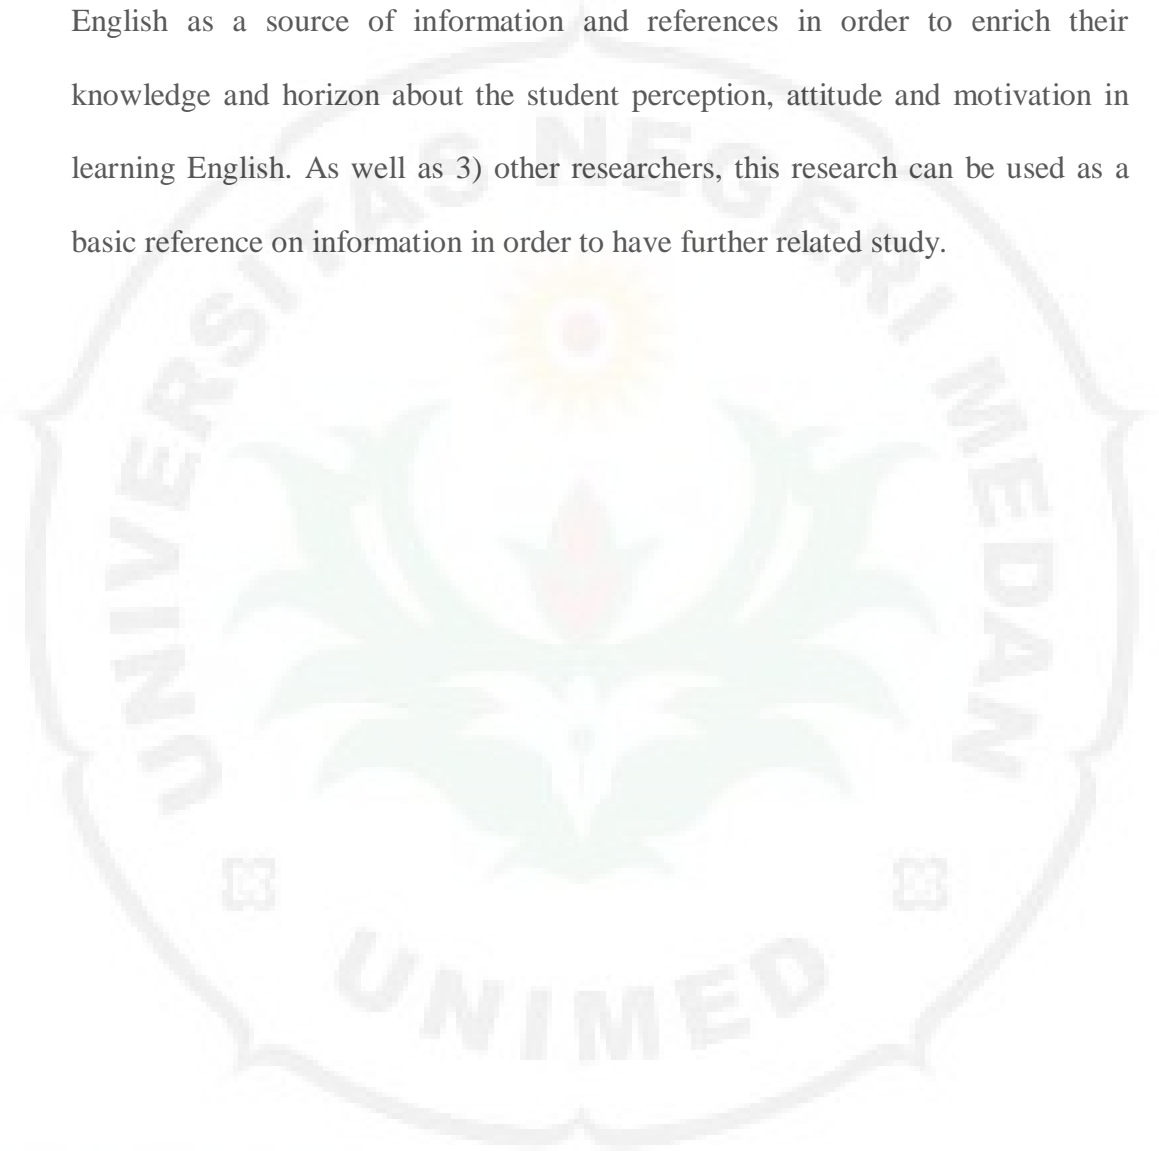 English as a source of information and references in order to enrich their
knowledge and horizon about the student perception, attitude and motivation in
learning English. As well as 3) other researchers, this research can be used as a
basic reference on information in order to have further related study.
UNIVERSITAS NEGERI MEDAN
UNIMED